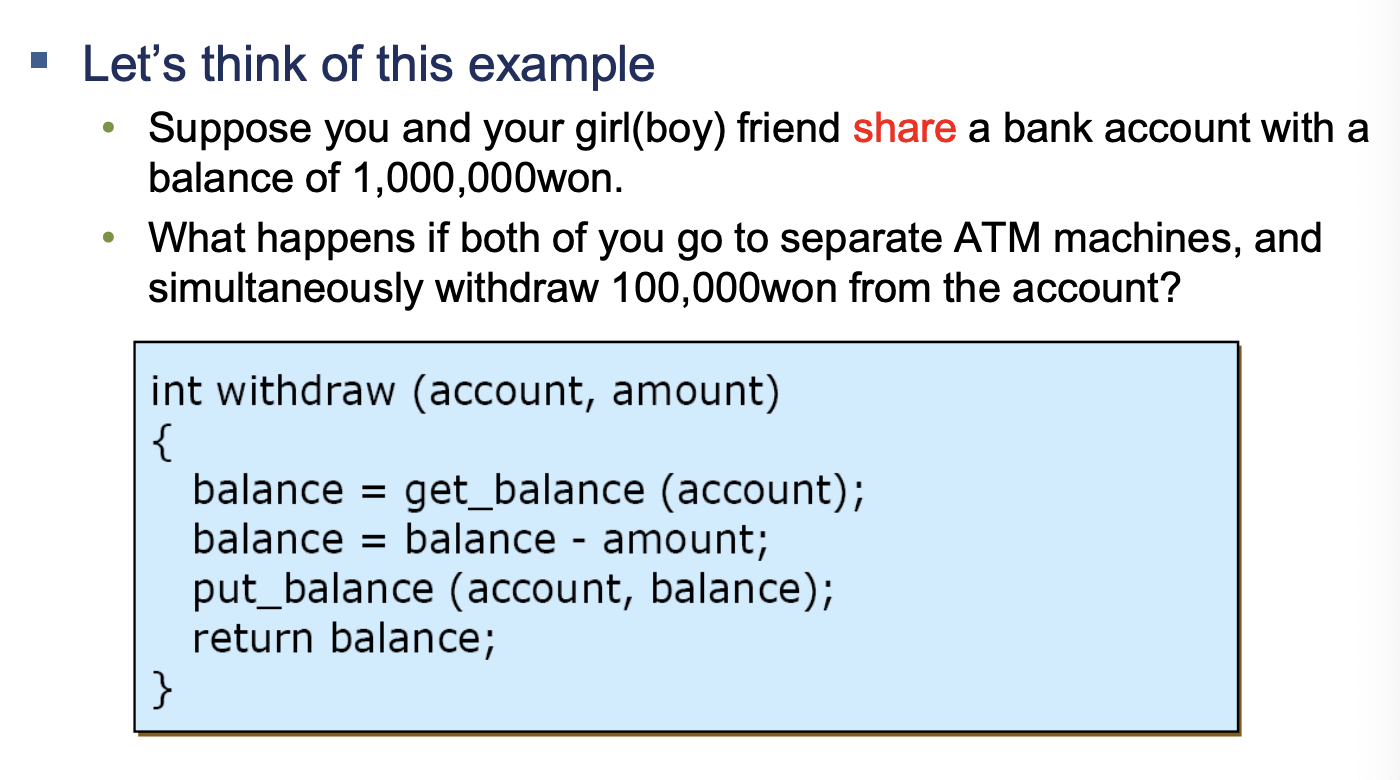 Let's think of this example
Suppose you and your girl(boy) friend share a bank account with a
balance of 1,000,000won.
What happens if both of you go to separate ATM machines, and
simultaneously withdraw 100,000won from the account?
int withdraw (account, amount)
{
balance = get_balance (account);
balance = balance - amount;
put_balance (account, balance);
return balance;
}